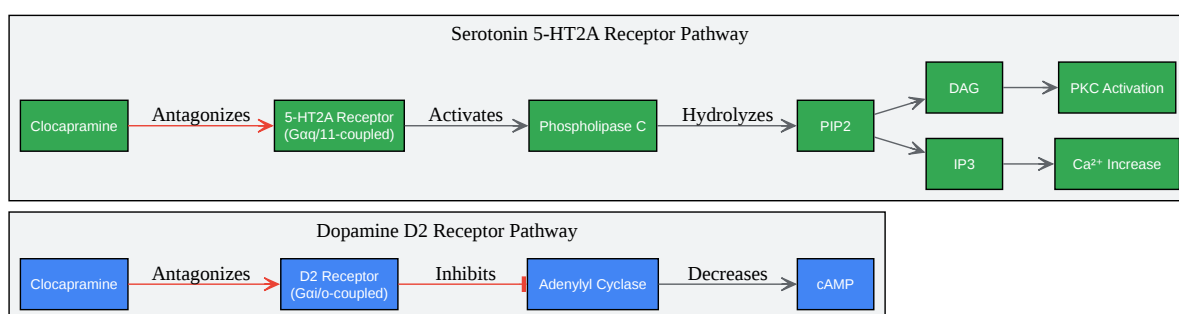 Serotonin 5-HT2A Receptor Pathway
Clocapramine
Antagonizes
5-HT2A Receptor
(Gαq/11-coupled)
Activates
Phospholipase C
Hydrolyzes
PIP2
DAG
PKC Activation
IP3
Ca²⁺ Increase
Dopamine D2 Receptor Pathway
Clocapramine
Antagonizes
D2 Receptor
(Gαi/o-coupled)
Inhibits
Adenylyl Cyclase
Decreases
cAMP